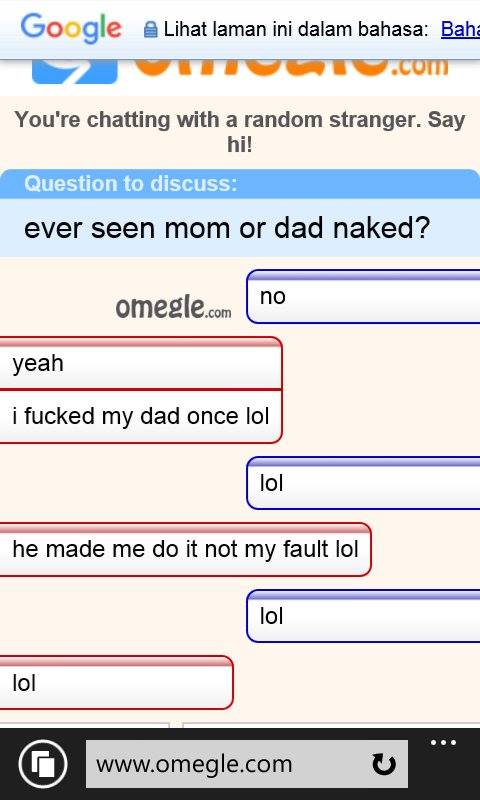 Google Lihat laman ini dalam bahasa: Baha
omegle.com
You're chatting with a random stranger. Say
hi!
Question to discuss:
ever seen mom or dad naked?
omegle.com
no
yeah
i fucked my dad once lol
lol
he made me do it not my fault lol
lol
lol
www.omegle.com